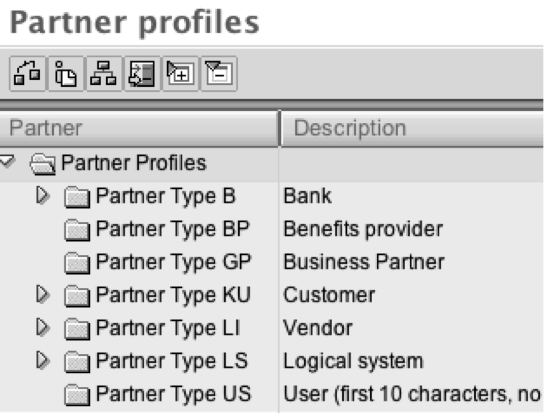 Partner profiles
Partner Description
Partner Profiles
Partner Type B Bank
Partner Type BP Benefits provider
Partner Type GP Business Partner
Partner Type KU Customer
Partner Type LI Vendor
Partner Type LS Logical system
Partner Type US User (first 10 characters, no